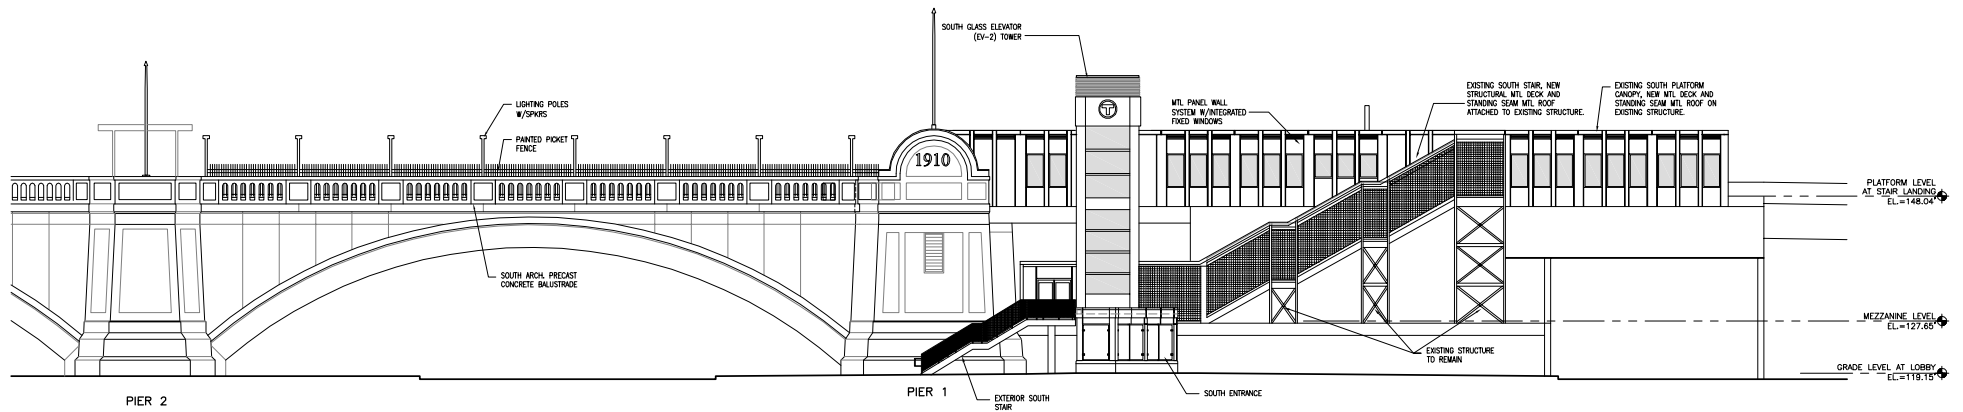 SOUTH GLASS ELEVATOR
(EV-2) TOWER
LIGHTING POLES
W/SPKRS
PAINTED PICKET
FENCE
1910
T
MTL PANEL WALL
SYSTEM W/INTEGRATED
FIXED WINDOWS
EXISTING SOUTH STAIR, NEW
STRUCTURAL MTL DECK AND
STANDING SEAM MTL ROOF
ATTACHED TO EXISTING STRUCTURE.
EXISTING SOUTH PLATFORM
CANOPY, NEW MTL DECK AND
STANDING SEAM MTL ROOF ON
EXISTING STRUCTURE.
PLATFORM LEVEL
AT STAIR LANDING
EL.=148.04'
SOUTH ARCH. PRECAST
CONCRETE BALUSTRADE
MEZZANINE LEVEL
EL.=127.65'
EXISTING STRUCTURE
TO REMAIN
GRADE LEVEL AT LOBBY
EL.=119.15'
PIER 2
PIER 1
EXTERIOR SOUTH
STAIR
SOUTH ENTRANCE